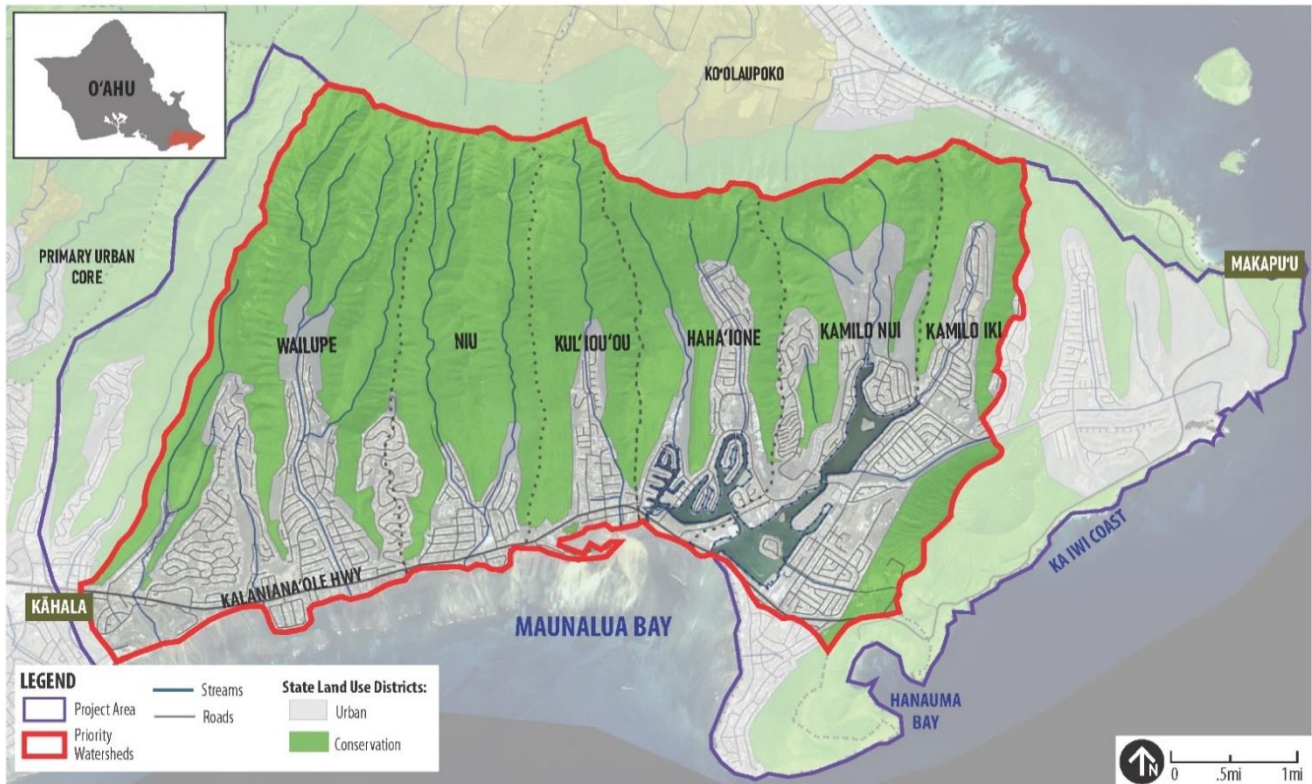 O‘AHU
KO‘OLAUPOKO
PRIMARY URBAN
CORE
MAKAPU‘U
WAILUPE
NIU
KUL‘IOU‘OU
HAHA‘IONE
KAMILO NUI
KAMILO IKI
KA IWI COAST
KALANIANA‘OLE HWY
KĀHALA
MAUNALUA BAY
HANAUMA
BAY
LEGEND
Project Area
Priority
Watersheds
Streams
Roads
State Land Use Districts:
Urban
Conservation
N
0 .5mi 1mi